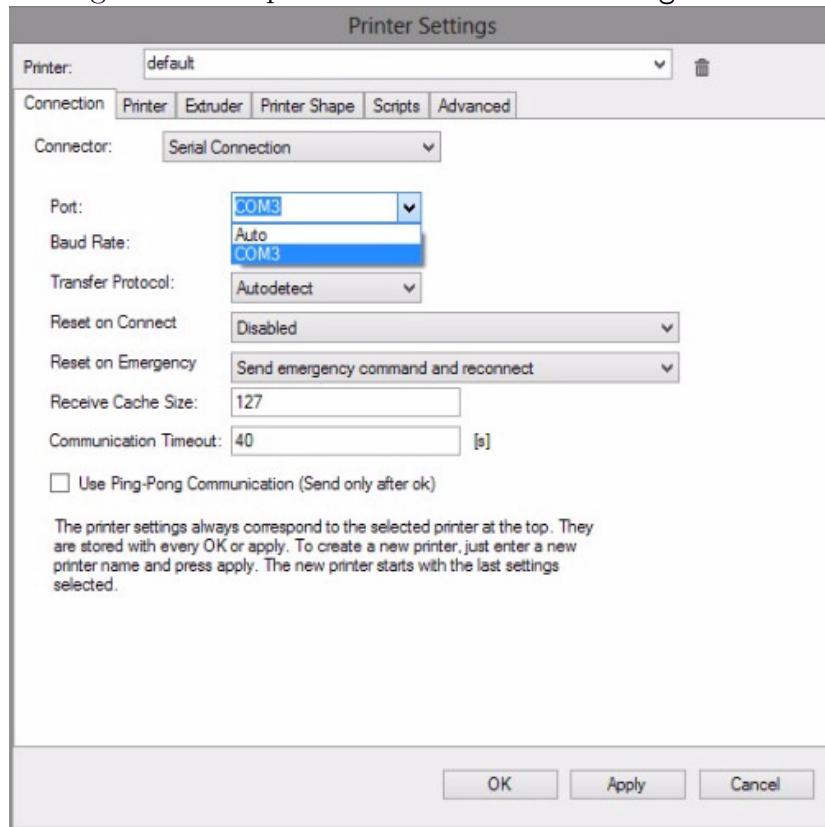 Printer Settings
Printer: default
Connection Printer Extruder Printer Shape Scripts Advanced
Connector: Serial Connection
Port: COM3
Auto
Baud Rate:
COM3
Transfer Protocol: Autodetect
Reset on Connect Disabled
Reset on Emergency Send emergency command and reconnect
Receive Cache Size: 127
Communication Timeout: 40 [s]
Use Ping-Pong Communication (Send only after ok)
The printer settings always correspond to the selected printer at the top. They
are stored with every OK or apply. To create a new printer, just enter a new
printer name and press apply. The new printer starts with the last settings
selected.
OK Apply Cancel